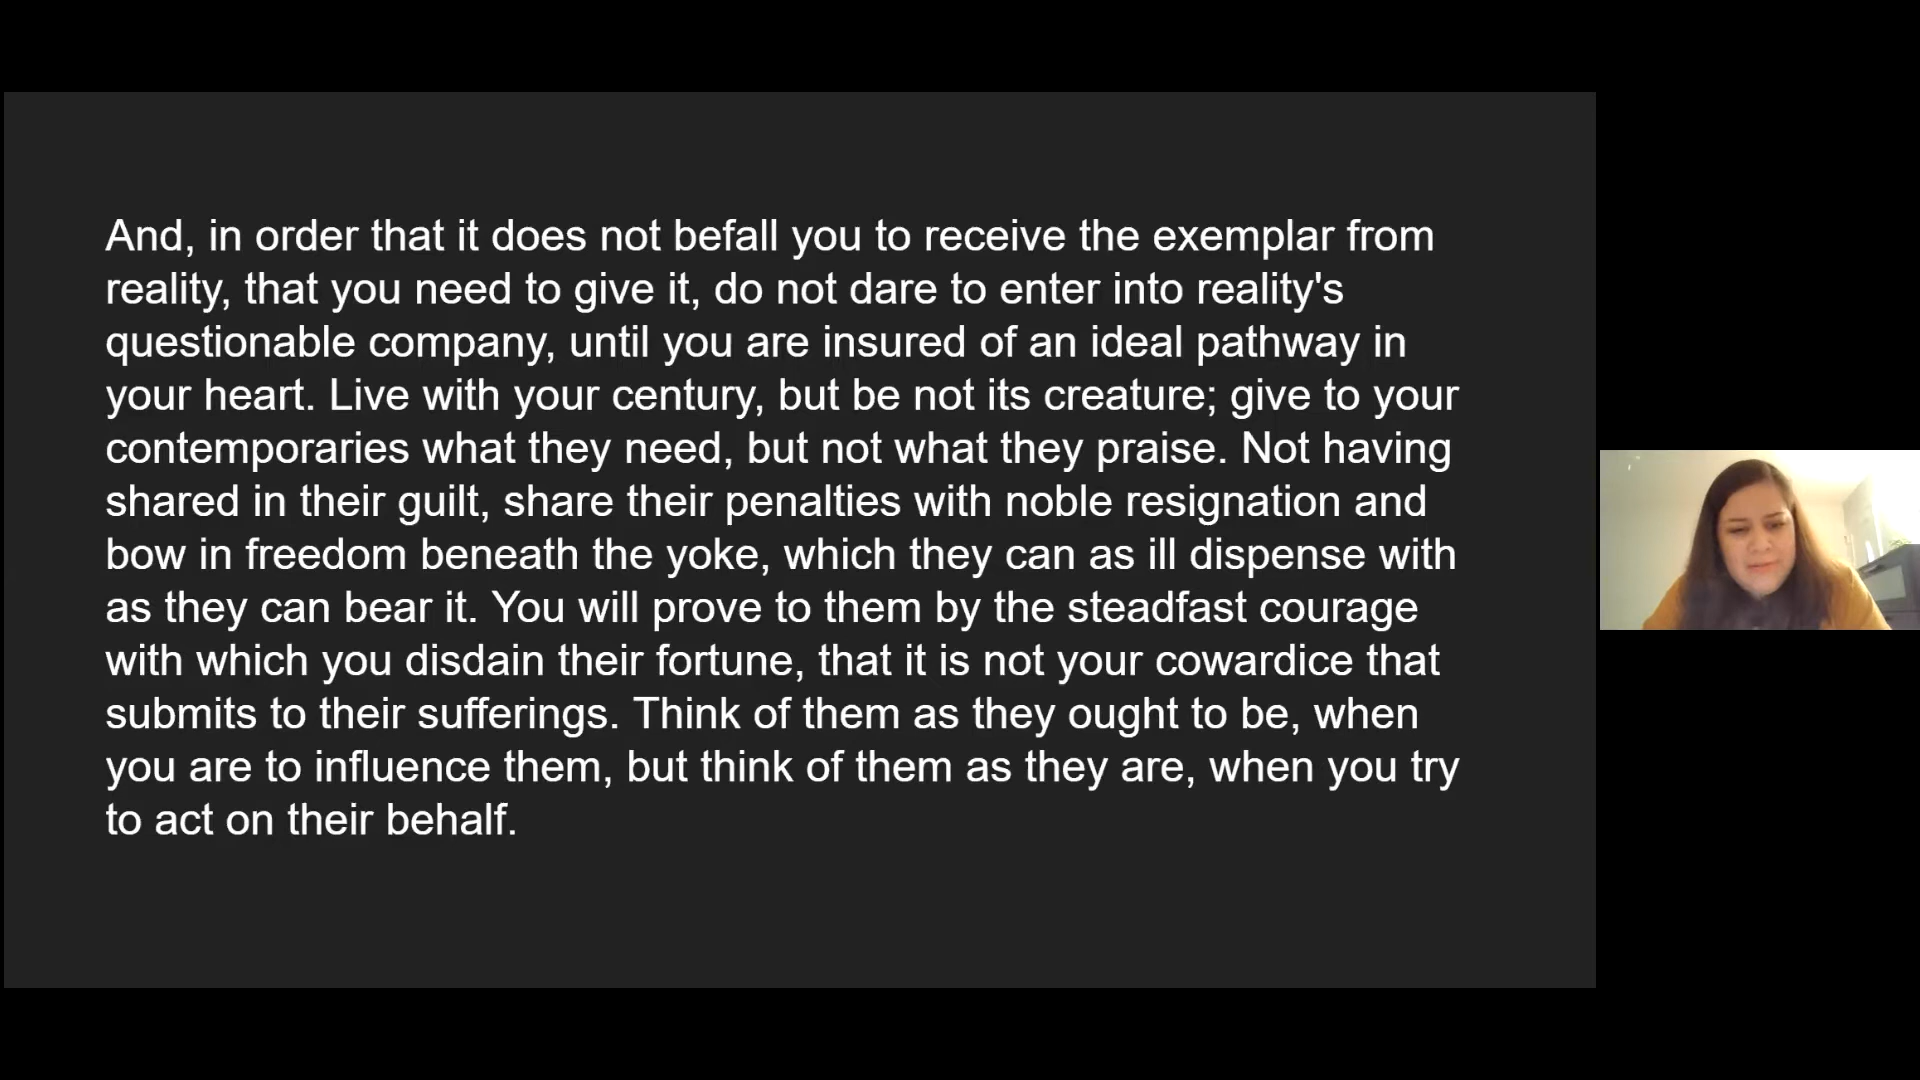 And, in order that it does not befall you to receive the exemplar from
reality, that you need to give it, do not dare to enter into reality's
questionable company, until you are insured of an ideal pathway in
your heart. Live with your century, but be not its creature; give to your
contemporaries what they need, but not what they praise. Not having
shared in their guilt, share their penalties with noble resignation and
bow in freedom beneath the yoke, which they can as ill dispense with
as they can bear it. You will prove to them by the steadfast courage
with which you disdain their fortune, that it is not your cowardice that
submits to their sufferings. Think of them as they ought to be, when
you are to influence them, but think of them as they are, when you try
to act on their behalf.